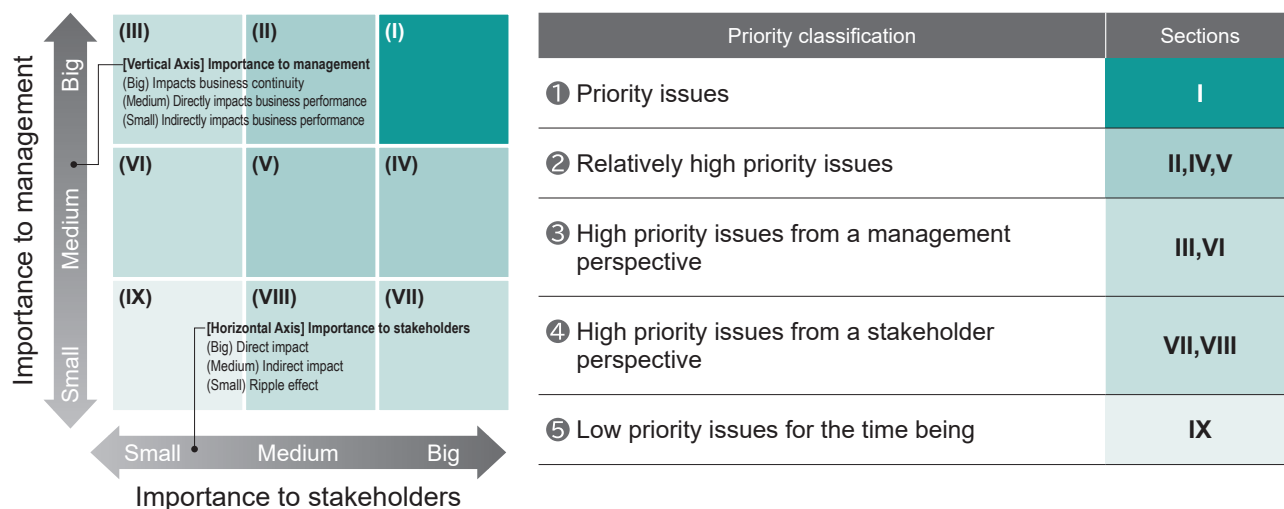 Importance to management
Big
Medium
Small
(III)
(II)
(I)
[Vertical Axis] Importance to management
(Big) Impacts business continuity
(Medium) Directly impacts business performance
(Small) Indirectly impacts business performance
(VI)
(V)
(IV)
(IX)
(VIII)
(VII)
[Horizontal Axis] Importance to stakeholders
(Big) Direct impact
(Medium) Indirect impact
(Small) Ripple effect
Small
Medium
Big
Importance to stakeholders
Priority classification
Sections
❶ Priority issues
I
❷ Relatively high priority issues
II,IV,V
❸ High priority issues from a management
perspective
III,VI
❹ High priority issues from a stakeholder
perspective
VII,VIII
❺ Low priority issues for the time being
IX